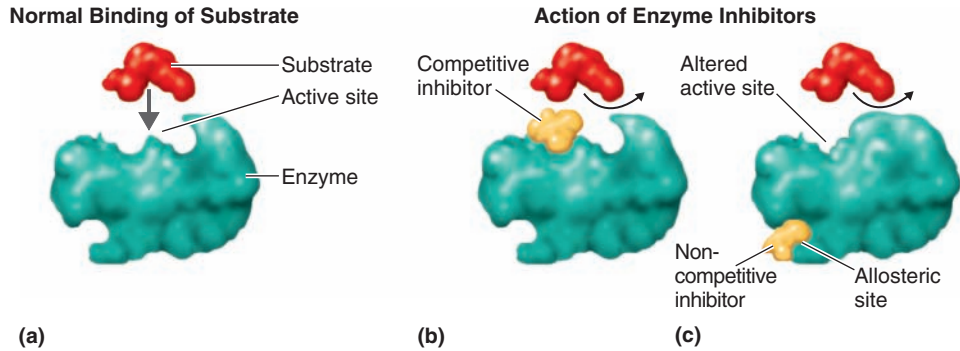 Normal Binding of Substrate
Action of Enzyme Inhibitors
Substrate
Active site
Enzyme
Competitive
inhibitor
Altered
active site
Non-
competitive
inhibitor
Allosteric
site
(a)
(b)
(c)